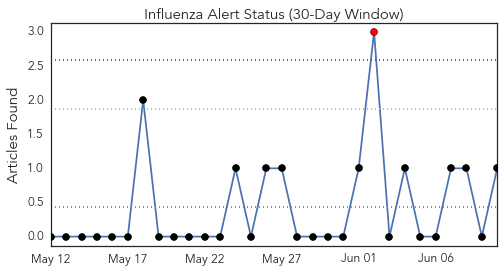 Influenza Alert Status (30-Day Window)
Articles Found
3.0
2.5
2.0
1.5
1.0
0.5
0.0
May 12
May 17
May 22
May 27
Jun 01
Jun 06